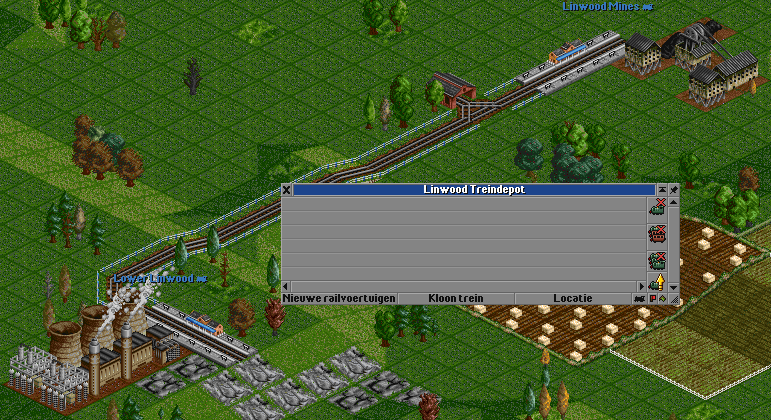 Linwood Mines
Linwood Treindepot
Lower Linwood
Nieuwe railvoertuigen
Kloon trein
Locatie